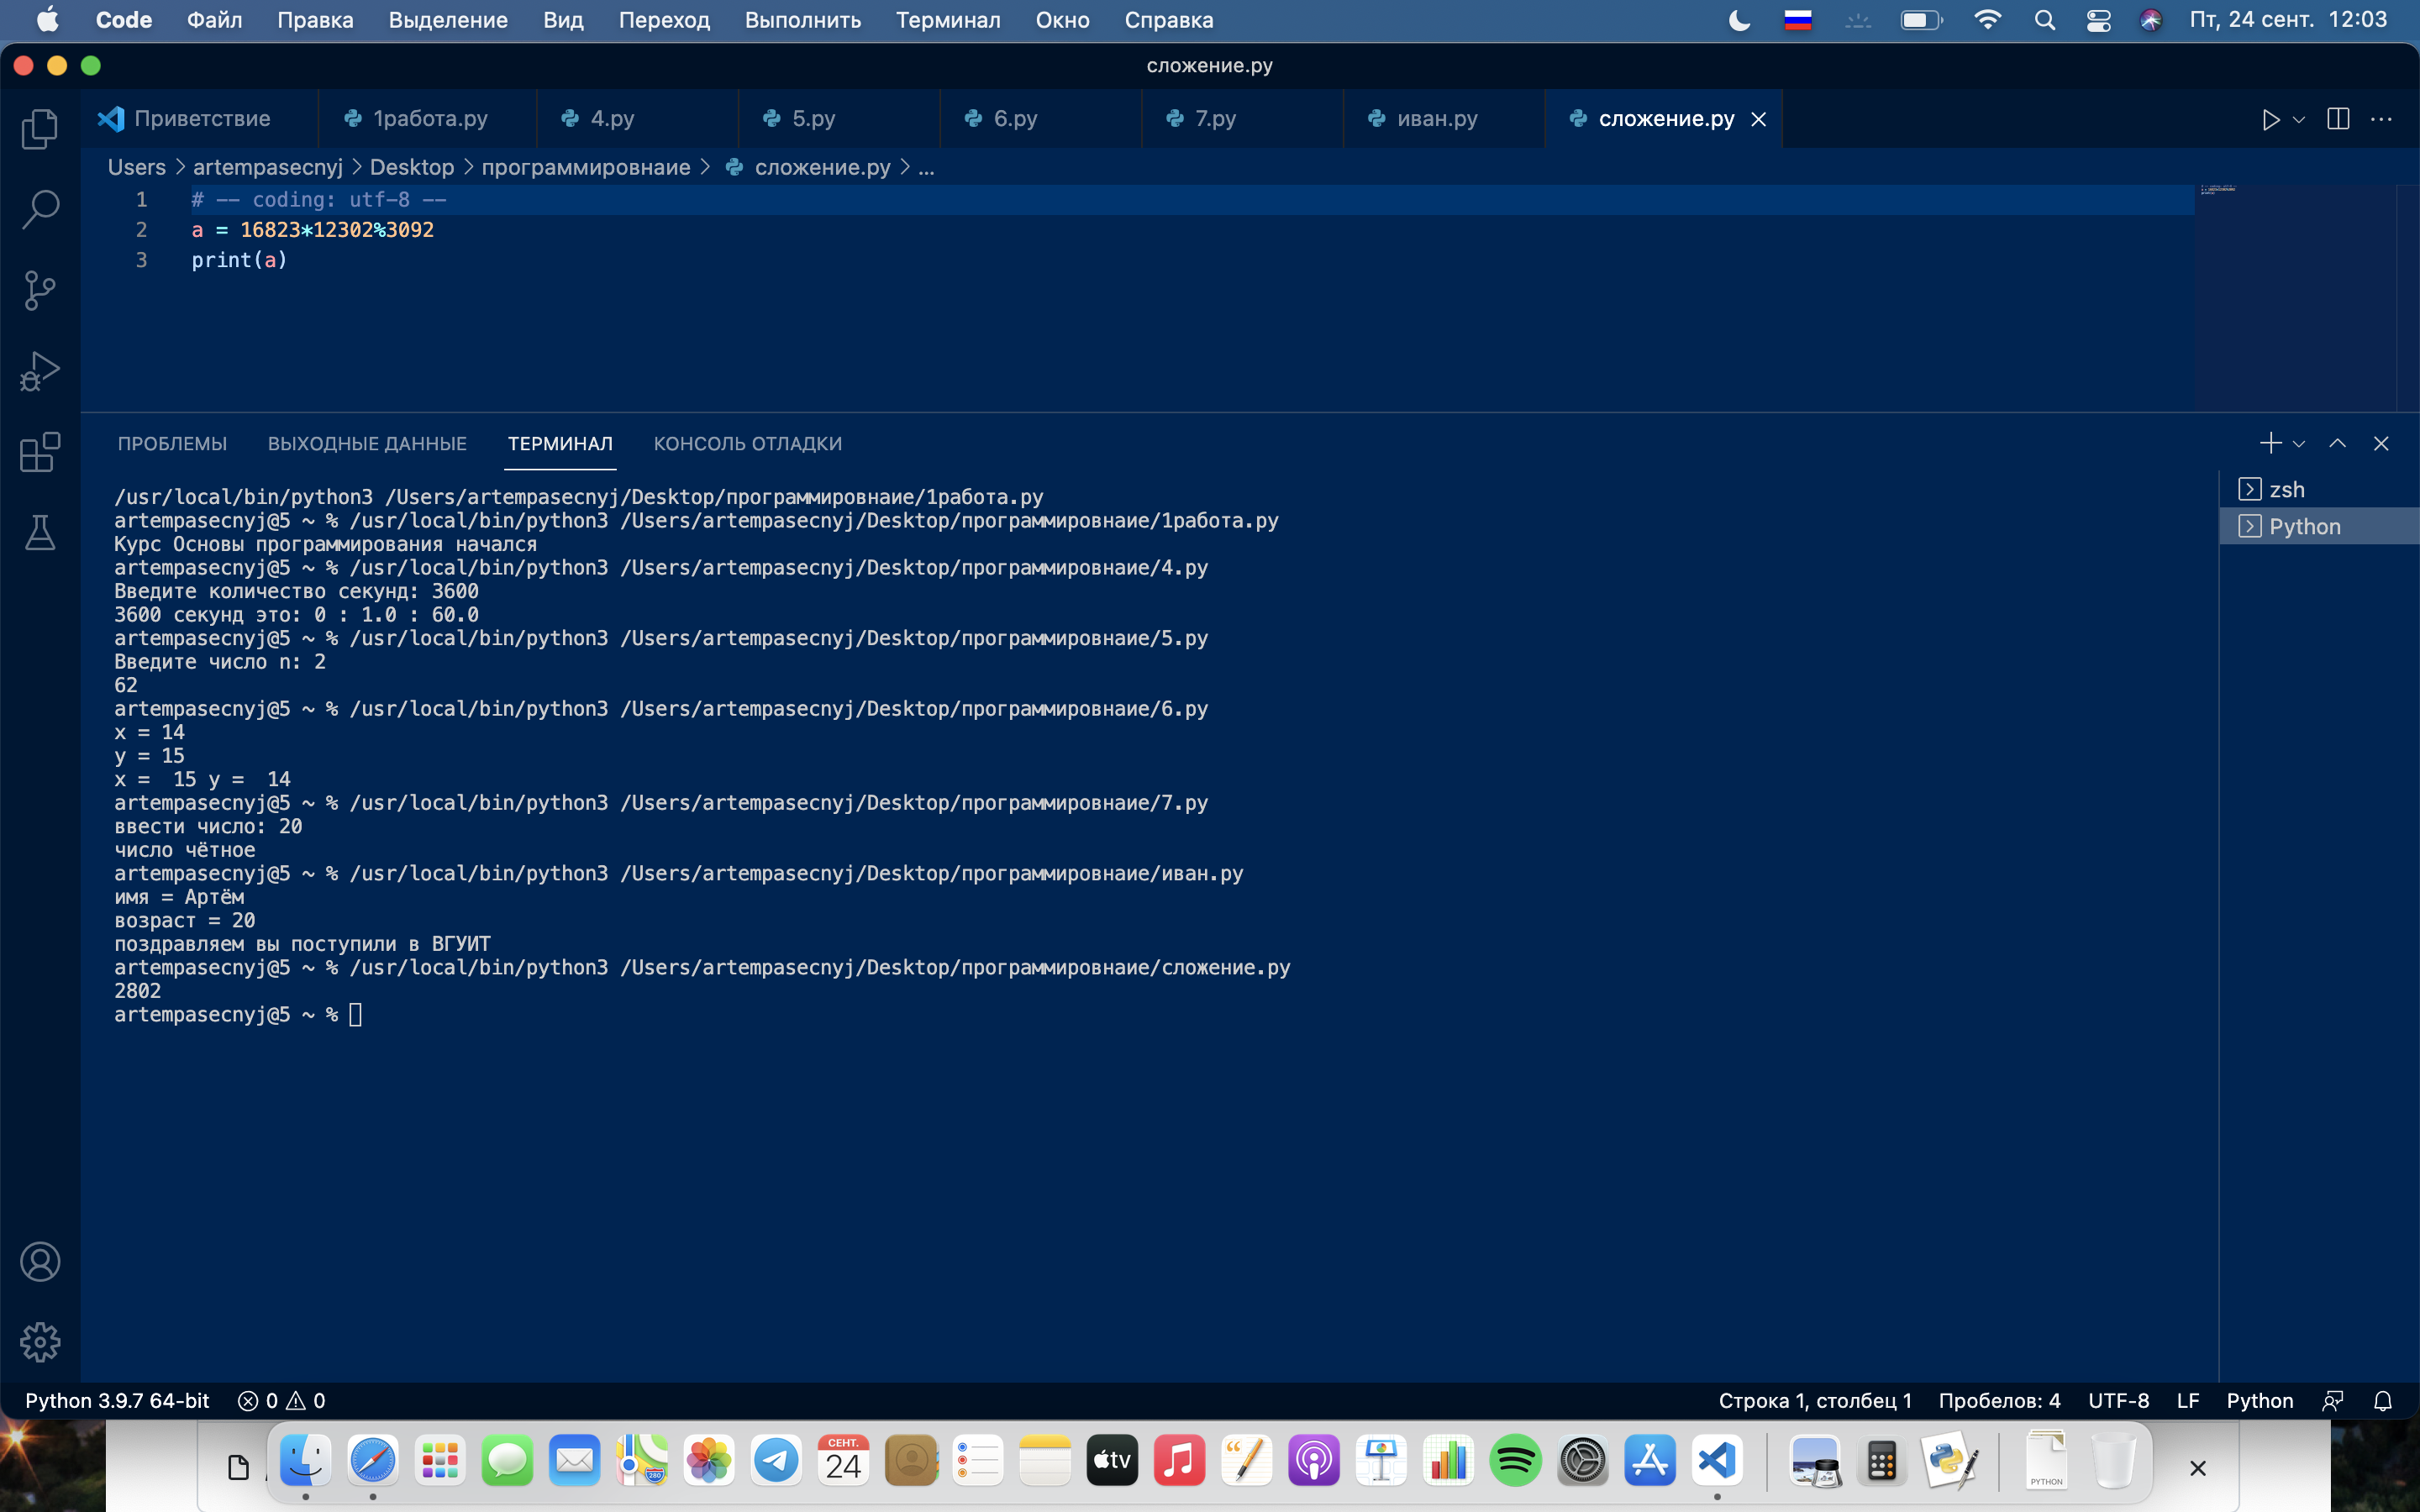 Code Файл Правка Выделение Вид Переход Выполнить Терминал Окно Справка Пт, 24 сент. 12:03
сложение.py
Приветствие 1работа.py 4.py 5.py 6.py 7.py иван.py сложение.py
Users > artempasecnyj > Desktop > программировнаие > сложение.py > ...
1 # -- coding: utf-8 --
2 a = 16823*12302%3092
3 print(a)
ПРОБЛЕМЫ ВЫХОДНЫЕ ДАННЫЕ ТЕРМИНАЛ КОНСОЛЬ ОТЛАДКИ
zsh
Python
/usr/local/bin/python3 /Users/artempasecnyj/Desktop/программировнаие/1работа.py
artempasecnyj@5 ~ % /usr/local/bin/python3 /Users/artempasecnyj/Desktop/программировнаие/1работа.py
Курс Основы программирования начался
artempasecnyj@5 ~ % /usr/local/bin/python3 /Users/artempasecnyj/Desktop/программировнаие/4.py
Введите количество секунд: 3600
3600 секунд это: 0 : 1.0 : 60.0
artempasecnyj@5 ~ % /usr/local/bin/python3 /Users/artempasecnyj/Desktop/программировнаие/5.py
Введите число n: 2
62
artempasecnyj@5 ~ % /usr/local/bin/python3 /Users/artempasecnyj/Desktop/программировнаие/6.py
x = 14
y = 15
x =  15 y =  14
artempasecnyj@5 ~ % /usr/local/bin/python3 /Users/artempasecnyj/Desktop/программировнаие/7.py
ввести число: 20
число чётное
artempasecnyj@5 ~ % /usr/local/bin/python3 /Users/artempasecnyj/Desktop/программировнаие/иван.py
имя = Артём
возраст = 20
поздравляем вы поступили в ВГУИТ
artempasecnyj@5 ~ % /usr/local/bin/python3 /Users/artempasecnyj/Desktop/программировнаие/сложение.py
2802
artempasecnyj@5 ~ %
Python 3.9.7 64-bit 0 0 Строка 1, столбец 1 Пробелов: 4 UTF-8 LF Python
СЕНТ.
24
280
tv
PYTHON